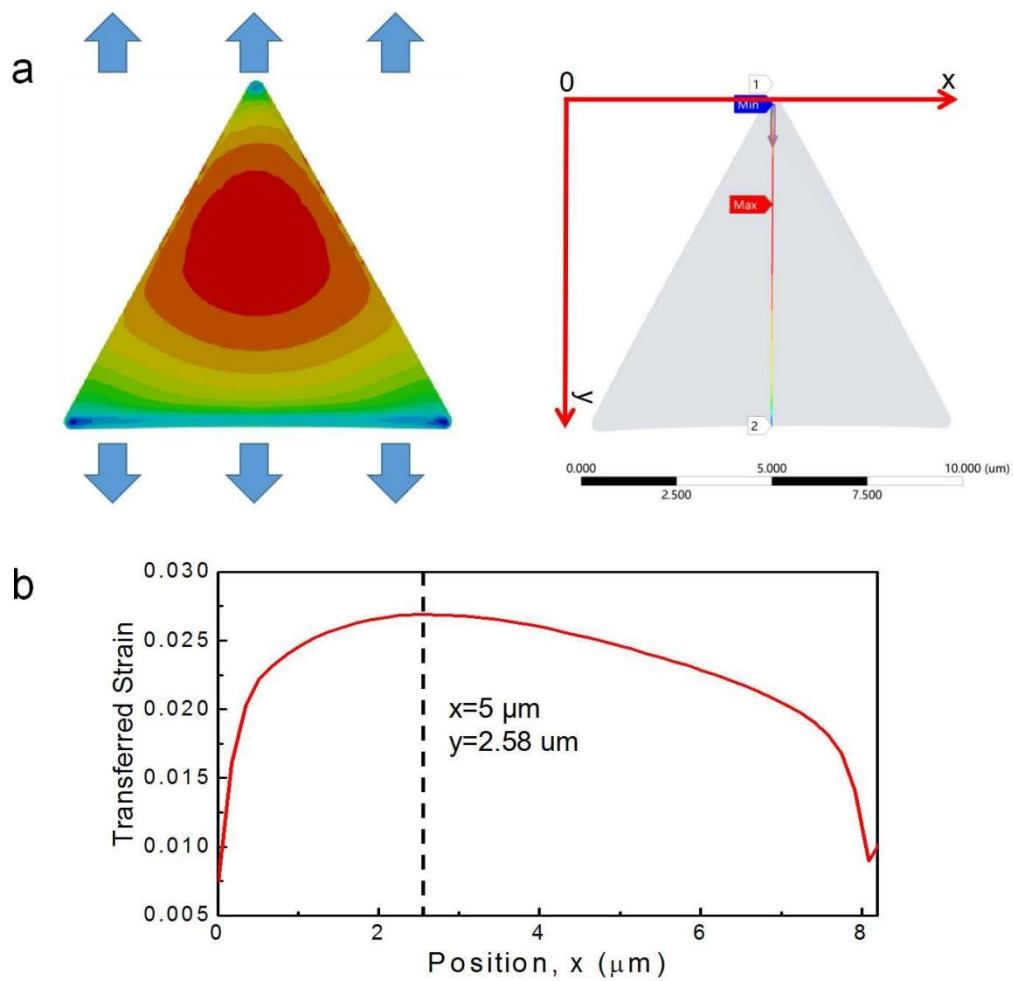 a
0
x
1
Min
Max
y
2
0.000 5.000 10.000 (um)
2.500 7.500
b
0.030
0.025
0.020
0.015
0.010
0.005
Transferred Strain
x=5 μm
y=2.58 um
0 2 4 6 8
Position, x (μm)